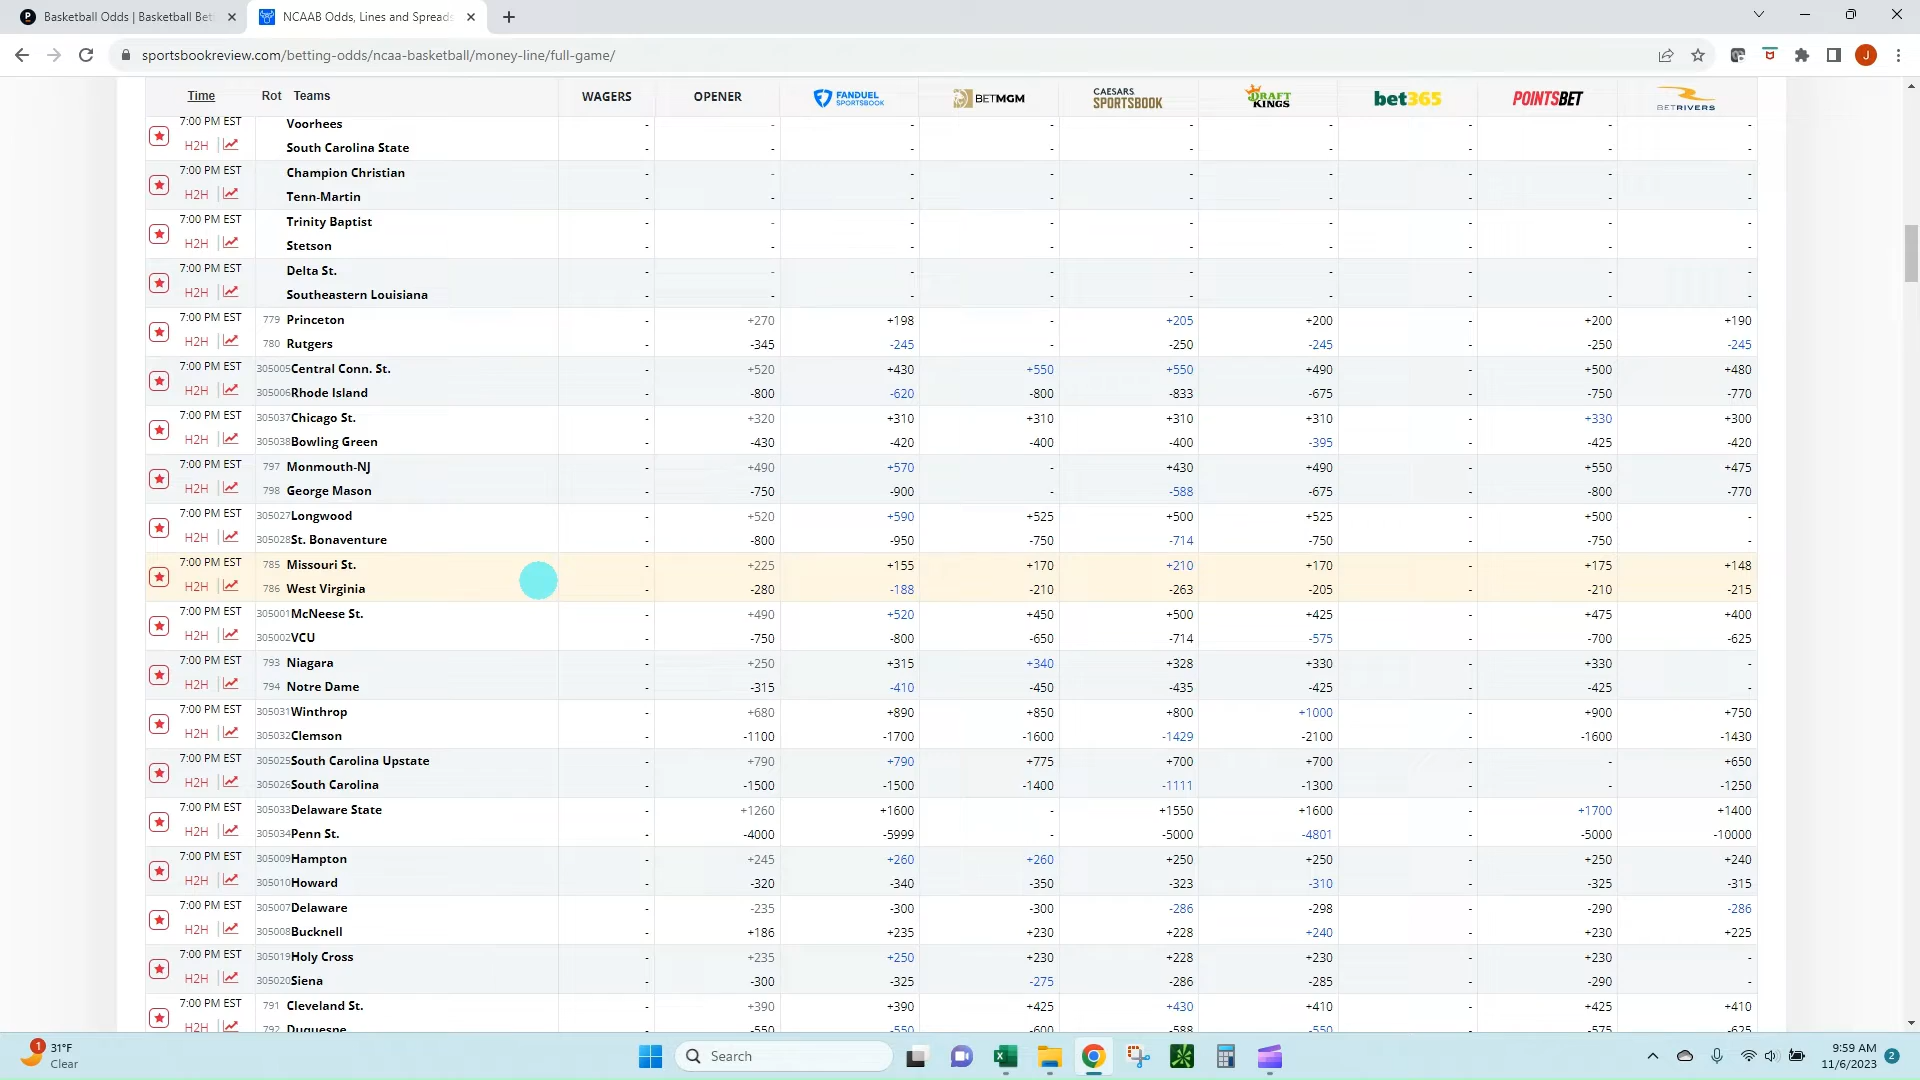 Basketball Odds | Basketball Bet
NCAAB Odds, Lines and Spreads
sportsbookreview.com/betting-odds/ncaa-basketball/money-line/full-game/
J
Time Rot Teams WAGERS OPENER FANDUEL SPORTSBOOK BETMGM CAESARS SPORTSBOOK DRAFT KINGS bet365 POINTSBET BETRIVERS
7:00 PM EST Voorhees - - - - - - - - -
H2H South Carolina State - - - - - - - - -
7:00 PM EST Champion Christian - - - - - - - - -
H2H Tenn-Martin - - - - - - - - -
7:00 PM EST Trinity Baptist - - - - - - - - -
H2H Stetson - - - - - - - - -
7:00 PM EST Delta St. - - - - - - - - -
H2H Southeastern Louisiana - - - - - - - - -
7:00 PM EST 779 Princeton - +270 +198 - +205 +200 - +200 +190
H2H 780 Rutgers - -345 -245 - -250 -245 - -250 -245
7:00 PM EST 305005 Central Conn. St. - +520 +430 +550 +550 +490 - +500 +480
H2H 305006 Rhode Island - -800 -620 -800 -833 -675 - -750 -770
7:00 PM EST 305037 Chicago St. - +320 +310 +310 +310 +310 - +330 +300
H2H 305038 Bowling Green - -430 -420 -400 -400 -395 - -425 -420
7:00 PM EST 797 Monmouth-NJ - +490 +570 - +430 +490 - +550 +475
H2H 798 George Mason - -750 -900 - -588 -675 - -800 -770
7:00 PM EST 305027 Longwood - +520 +590 +525 +500 +525 - +500 -
H2H 305028 St. Bonaventure - -800 -950 -750 -714 -750 - -750 -
7:00 PM EST 785 Missouri St. - +225 +155 +170 +210 +170 - +175 +148
H2H 786 West Virginia - -280 -188 -210 -263 -205 - -210 -215
7:00 PM EST 305001 McNeese St. - +490 +520 +450 +500 +425 - +475 +400
H2H 305002 VCU - -750 -800 -650 -714 -575 - -700 -625
7:00 PM EST 793 Niagara - +250 +315 +340 +328 +330 - +330 -
H2H 794 Notre Dame - -315 -410 -450 -435 -425 - -425 -
7:00 PM EST 305031 Winthrop - +680 +890 +850 +800 +1000 - +900 +750
H2H 305032 Clemson - -1100 -1700 -1600 -1429 -2100 - -1600 -1430
7:00 PM EST 305025 South Carolina Upstate - +790 +790 +775 +700 +700 - - +650
H2H 305026 South Carolina - -1500 -1500 -1400 -1111 -1300 - - -1250
7:00 PM EST 305033 Delaware State - +1260 +1600 - +1550 +1600 - +1700 +1400
H2H 305034 Penn St. - -4000 -5999 - -5000 -4801 - -5000 -10000
7:00 PM EST 305009 Hampton - +245 +260 +260 +250 +250 - +250 +240
H2H 305010 Howard - -320 -340 -350 -323 -310 - -325 -315
7:00 PM EST 305007 Delaware - -235 -300 -300 -286 -298 - -290 -286
H2H 305008 Bucknell - +186 +235 +230 +228 +240 - +230 +225
7:00 PM EST 305019 Holy Cross - +235 +250 +230 +228 +230 - +230 -
H2H 305020 Siena - -300 -325 -275 -286 -285 - -290 -
7:00 PM EST 791 Cleveland St. - +390 +390 +425 +430 +410 - +425 +410
H2H 792 Duquesne - -550 -550 -600 -588 -550 - -575 -625
1 31°F
Clear
Search
9:59 AM
11/6/2023
2